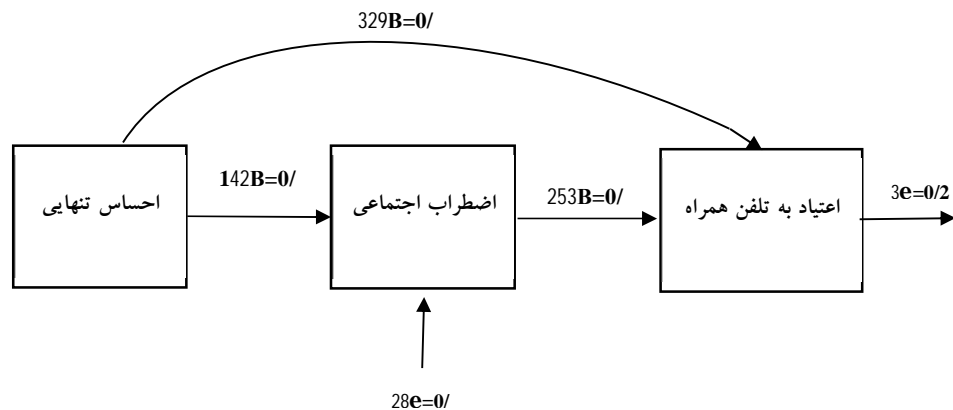 329B=0/
احساس تنهایی
142B=0/
اضطراب اجتماعی
253B=0/
اعتیاد به تلفن همراه
3e=0/2
28e=0/